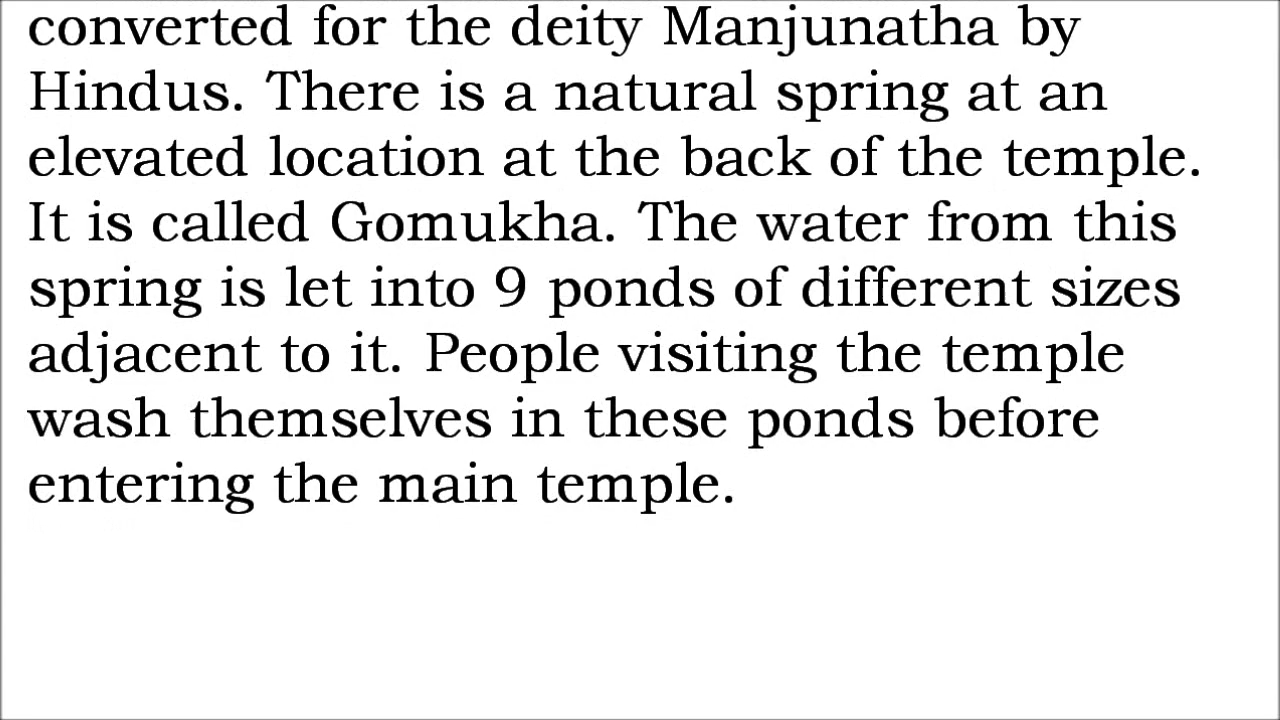 converted for the deity Manjunatha by
Hindus. There is a natural spring at an
elevated location at the back of the temple.
It is called Gomukha. The water from this
spring is let into 9 ponds of different sizes
adjacent to it. People visiting the temple
wash themselves in these ponds before
entering the main temple.